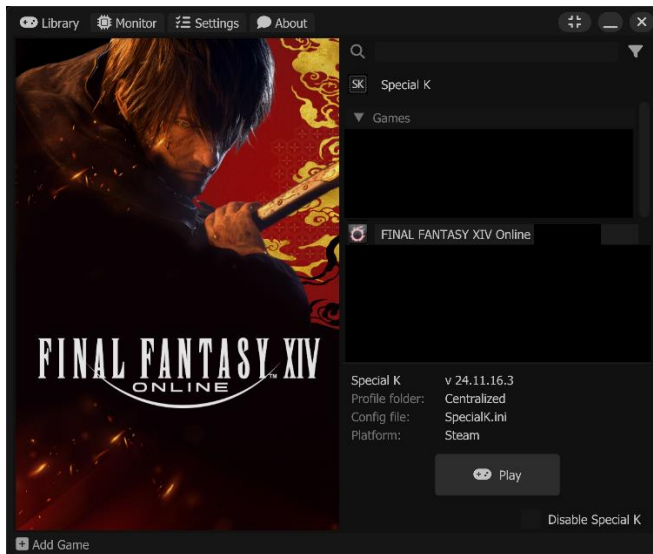 Library Monitor Settings About
SK Special K
Games
FINAL FANTASY XIV Online
FINAL FANTASY XIV
ONLINE
Special K v 24.11.16.3
Profile folder: Centralized
Config file: SpecialK.ini
Platform: Steam
Play
Disable Special K
Add Game